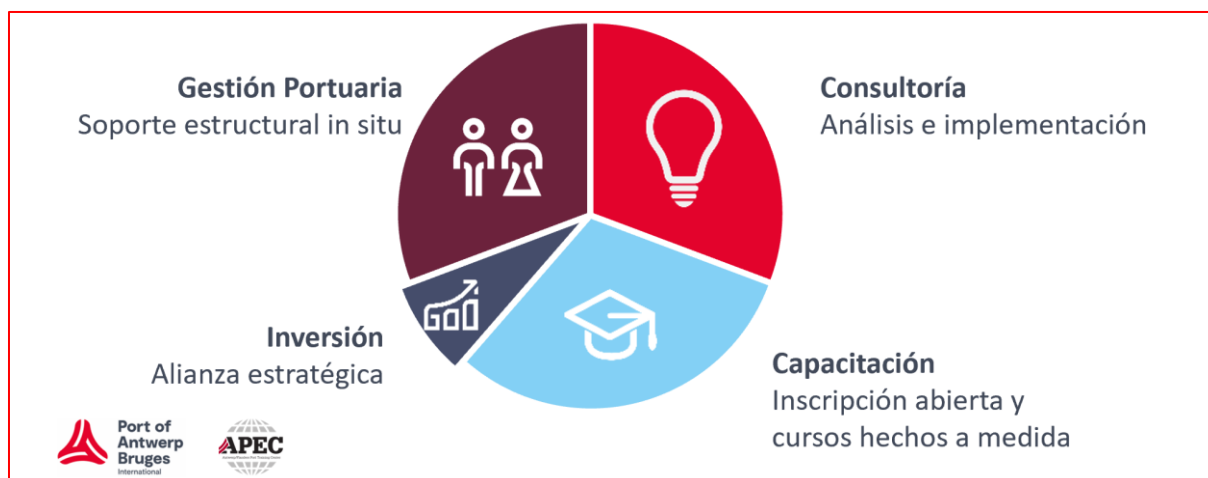 Gestión Portuaria
Soporte estructural in situ
Consultoría
Análisis e implementación
Inversión
Alianza estratégica
Capacitación
Inscripción abierta y
cursos hechos a medida
Port of
Antwerp
Bruges
International
APEC